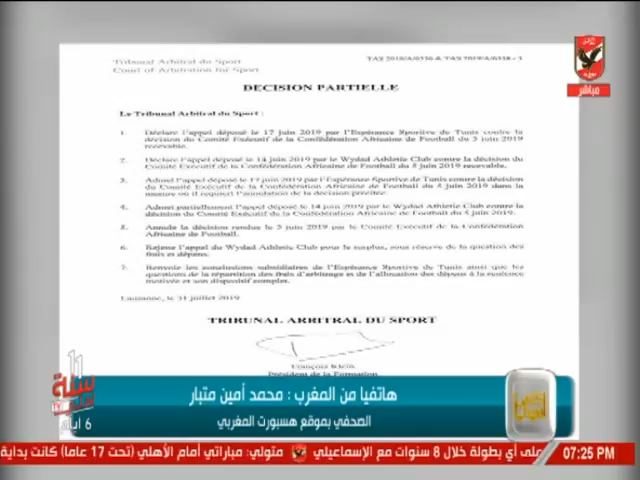 Tribunal Arbitral du Sport
Court of Arbitration for Sport
DECISION PARTIELLE
Le Tribunal Arbitral du Sport :
1. Déclare l'appel déposé le 17 juin 2019 par l'Espérance Sportive de Tunis contre la
décision du Comité Exécutif de la Confédération Africaine de Football du 5 juin 2019
recevable.
2. Déclare l'appel déposé le 14 juin 2019 par le Wydad Athletic Club contre la décision du
Comité Exécutif de la Confédération Africaine de Football du 5 juin 2019 recevable.
3. Admet l'appel déposé le 17 juin 2019 par l'Espérance Sportive de Tunis contre la décision
du Comité Exécutif de la Confédération Africaine de Football du 5 juin 2019 dans la
mesure où il requiert l'annulation de la décision précitée.
4. Admet partiellement l'appel déposé le 14 juin 2019 par le Wydad Athletic Club contre la
décision du Comité Exécutif de la Confédération Africaine de Football du 5 juin 2019.
5. Annule la décision rendue le 5 juin 2019 par le Comité Exécutif de la Confédération
Africaine de Football.
6. Rejette l'appel du Wydad Athletic Club pour le surplus, sous réserve de la question des
frais et dépens.
7. Renvoie les conclusions subsidiaires de l'Espérance Sportive de Tunis ainsi que les
questions de la répartition des frais d'arbitrage et de l'allocation des dépens à la sentence
motivée et son dispositif complet.
Lausanne, le 31 juillet 2019
TRIBUNAL ARBITRAL DU SPORT
François Klein
Président de la Formation
مباشر
11
سنة
6 أيام
هاتفيا من المغرب : محمد أمين متبار
الصحفي بموقع هسبورت المغربي
على أي بطولة خلال 8 سنوات مع الإسماعيلي متولي: مباراتي أمام الأهلي (تحت 17 عاما) كانت بداية
07:25 PM